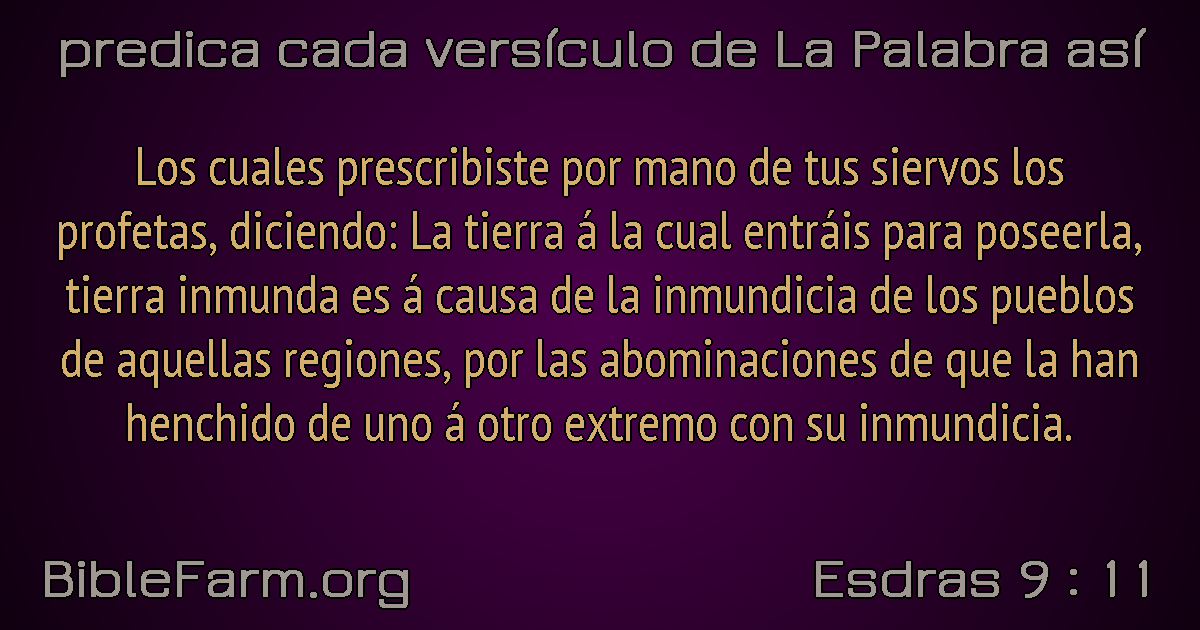 predica cada versículo de La Palabra así
Los cuales prescribiste por mano de tus siervos los
profetas, diciendo: La tierra á la cual entráis para poseerla,
tierra inmunda es á causa de la inmundicia de los pueblos
de aquellas regiones, por las abominaciones de que la han
henchido de uno á otro extremo con su inmundicia.
BibleFarm.org
Esdras 9 : 11